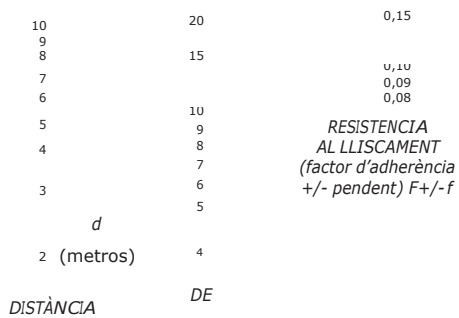 10 20 0,15
9
8 15
0,10
7 0,09
6 0,08
10
5 9 RESISTENCIA
4 8 AL LLISCAMENT
7 (factor d'adherència
3 6 +/- pendent) F+/-f
5
d
2 (metros) 4
DE
DISTÀNCIA